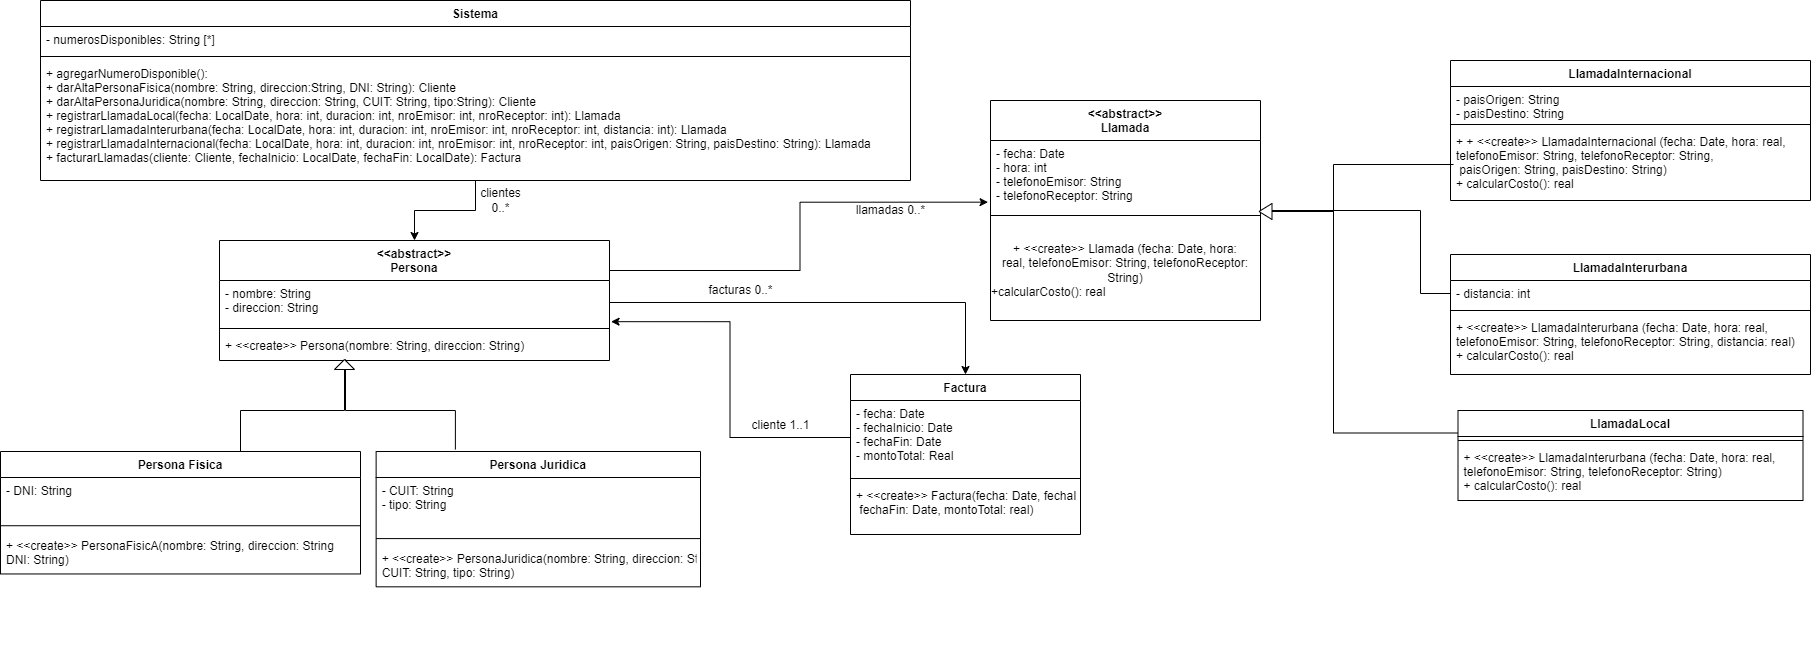 Sistema
- numerosDisponibles: String [*]
+ agregarNumeroDisponible():
+ darAltaPersonaFisica(nombre: String, direccion:String, DNI: String): Cliente
+ darAltaPersonaJuridica(nombre: String, direccion: String, CUIT: String, tipo:String): Cliente
+ registrarLlamadaLocal(fecha: LocalDate, hora: int, duracion: int, nroEmisor: int, nroReceptor: int): Llamada
+ registrarLlamadaInterurbana(fecha: LocalDate, hora: int, duracion: int, nroEmisor: int, nroReceptor: int, distancia: int): Llamada
+ registrarLlamadaInternacional(fecha: LocalDate, hora: int, duracion: int, nroEmisor: int, nroReceptor: int, paisOrigen: String, paisDestino: String): Llamada
+ facturarLlamadas(cliente: Cliente, fechaInicio: LocalDate, fechaFin: LocalDate): Factura
clientes
0..*
<<abstract>>
Persona
- nombre: String
- direccion: String
+ <<create>> Persona(nombre: String, direccion: String)
llamadas 0..*
facturas 0..*
cliente 1..1
<<abstract>>
Llamada
- fecha: Date
- hora: int
- telefonoEmisor: String
- telefonoReceptor: String
+ <<create>> Llamada (fecha: Date, hora:
real, telefonoEmisor: String, telefonoReceptor:
String)
+calcularCosto(): real
LlamadaInternacional
- paisOrigen: String
- paisDestino: String
+ + <<create>> LlamadaInternacional (fecha: Date, hora: real,
telefonoEmisor: String, telefonoReceptor: String,
paisOrigen: String, paisDestino: String)
+ calcularCosto(): real
LlamadaInterurbana
- distancia: int
+ <<create>> LlamadaInterurbana (fecha: Date, hora: real,
telefonoEmisor: String, telefonoReceptor: String, distancia: real)
+ calcularCosto(): real
LlamadaLocal
+ <<create>> LlamadaInterurbana (fecha: Date, hora: real,
telefonoEmisor: String, telefonoReceptor: String)
+ calcularCosto(): real
Factura
- fecha: Date
- fechaInicio: Date
- fechaFin: Date
- montoTotal: Real
+ <<create>> Factura(fecha: Date, fechaI
fechaFin: Date, montoTotal: real)
Persona Fisica
- DNI: String
+ <<create>> PersonaFisicA(nombre: String, direccion: String
DNI: String)
Persona Juridica
- CUIT: String
- tipo: String
+ <<create>> PersonaJuridica(nombre: String, direccion: St
CUIT: String, tipo: String)